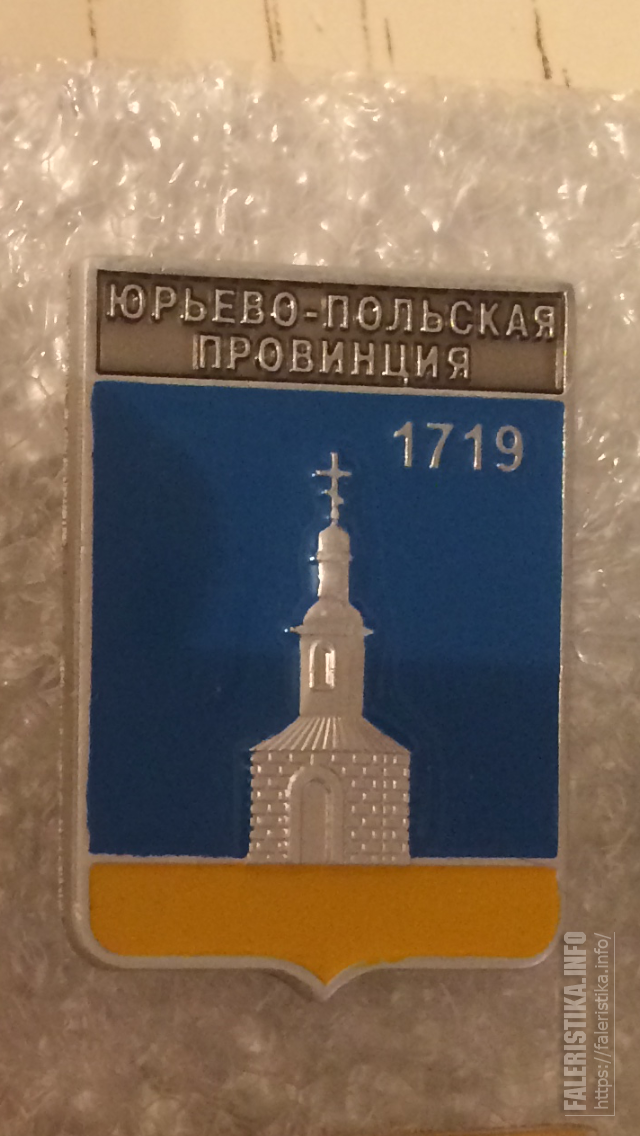 ЮРЬЕВО-ПОЛЬСКАЯ
ПРОВИНЦИЯ
1719
FALERISTIKA.INFO
https://faleristika.info/